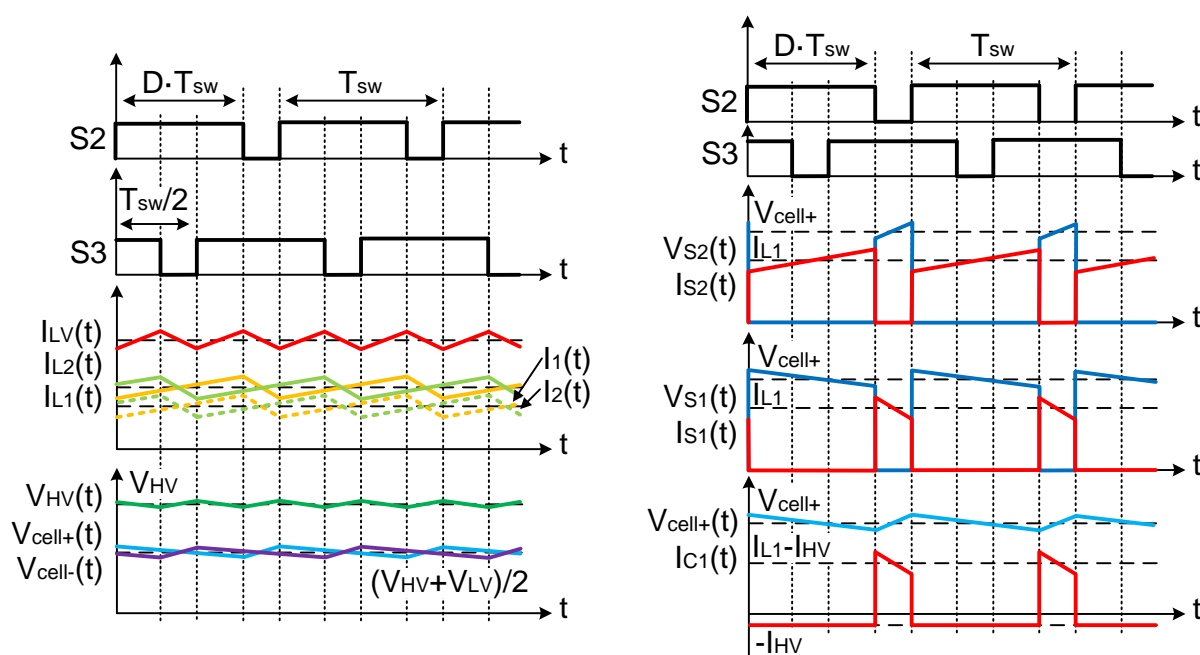 D·Tsw
Tsw
S2
t
Tsw/2
S3
t
ILV(t)
IL2(t)
IL1(t)
I1(t)
I2(t)
t
VHV(t)
VHV
Vcell+(t)
Vcell-(t)
(VHV+VLV)/2
t
D·Tsw
Tsw
S2
t
S3
t
Vcell+
VS2(t)
IL1
IS2(t)
t
Vcell+
VS1(t)
IL1
IS1(t)
t
Vcell+
Vcell+(t)
IL1-IHV
IC1(t)
t
-IHV